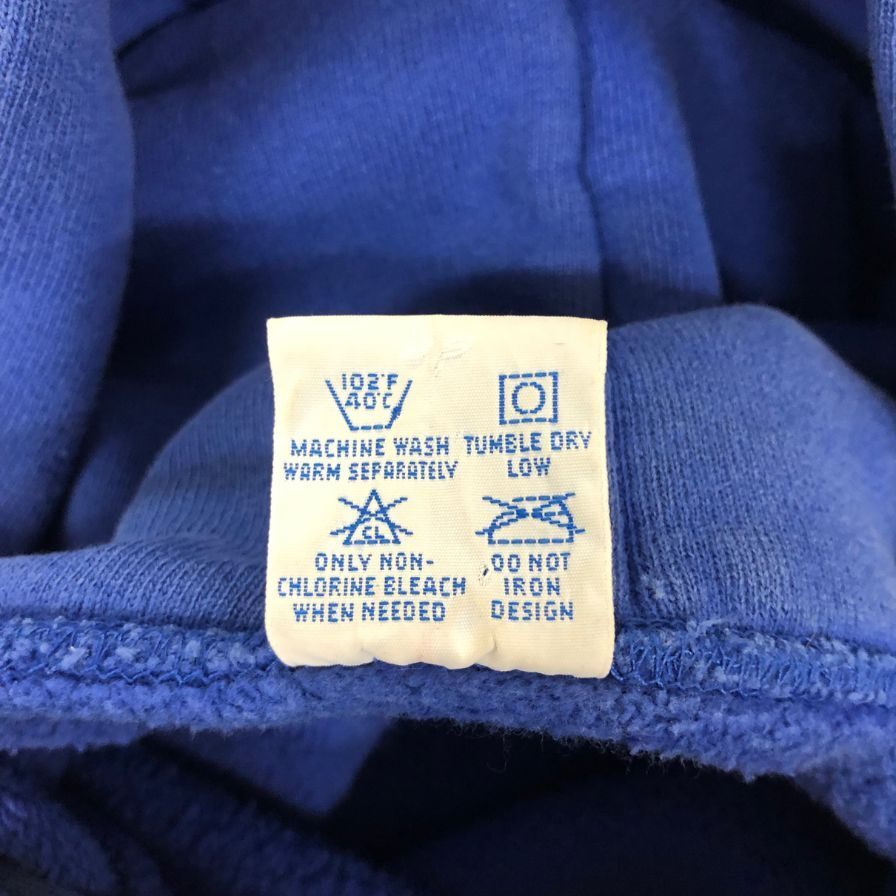 102°F
40°C
MACHINE WASH
WARM SEPARATELY
TUMBLE DRY
LOW
CL
ONLY NON-
CHLORINE BLEACH
WHEN NEEDED
DO NOT
IRON
DESIGN